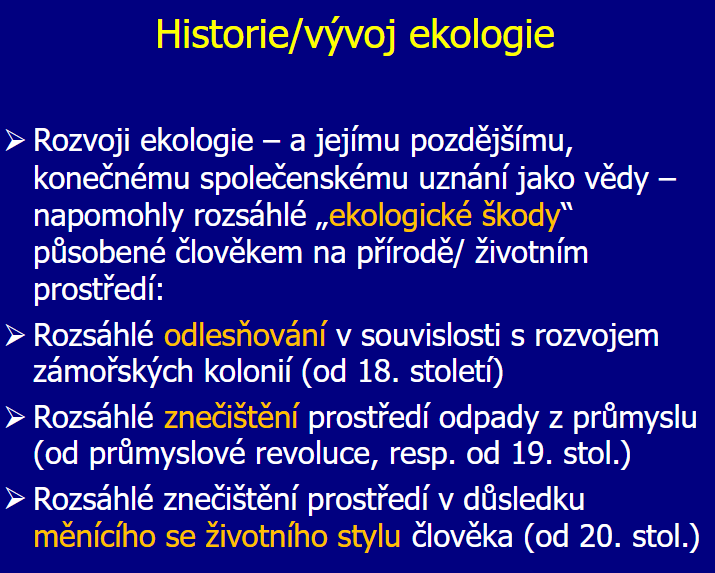 Historie/vývoj ekologie
➢ Rozvoji ekologie – a jejímu pozdějšímu,
konečnému společenskému uznání jako vědy –
napomohly rozsáhlé „ekologické škody“
působené člověkem na přírodě/ životním
prostředí:
➢ Rozsáhlé odlesňování v souvislosti s rozvojem
zámořských kolonií (od 18. století)
➢ Rozsáhlé znečištění prostředí odpady z průmyslu
(od průmyslové revoluce, resp. od 19. stol.)
➢ Rozsáhlé znečištění prostředí v důsledku
měnícího se životního stylu člověka (od 20. stol.)